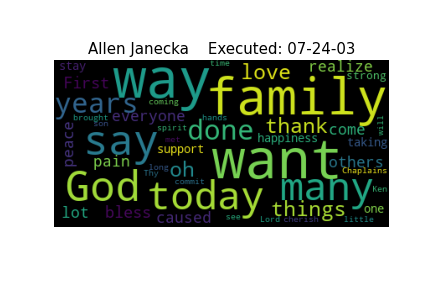 Allen Janecka    Executed: 07-24-03
stay time realize
First way love strong
coming family
years everyone
brought hands will
say done thank come
peace son spirit happiness taking
pain support want others
oh long Chaplains
God Thy commit today many Ken
lot bless caused see things one
Lord cherish little